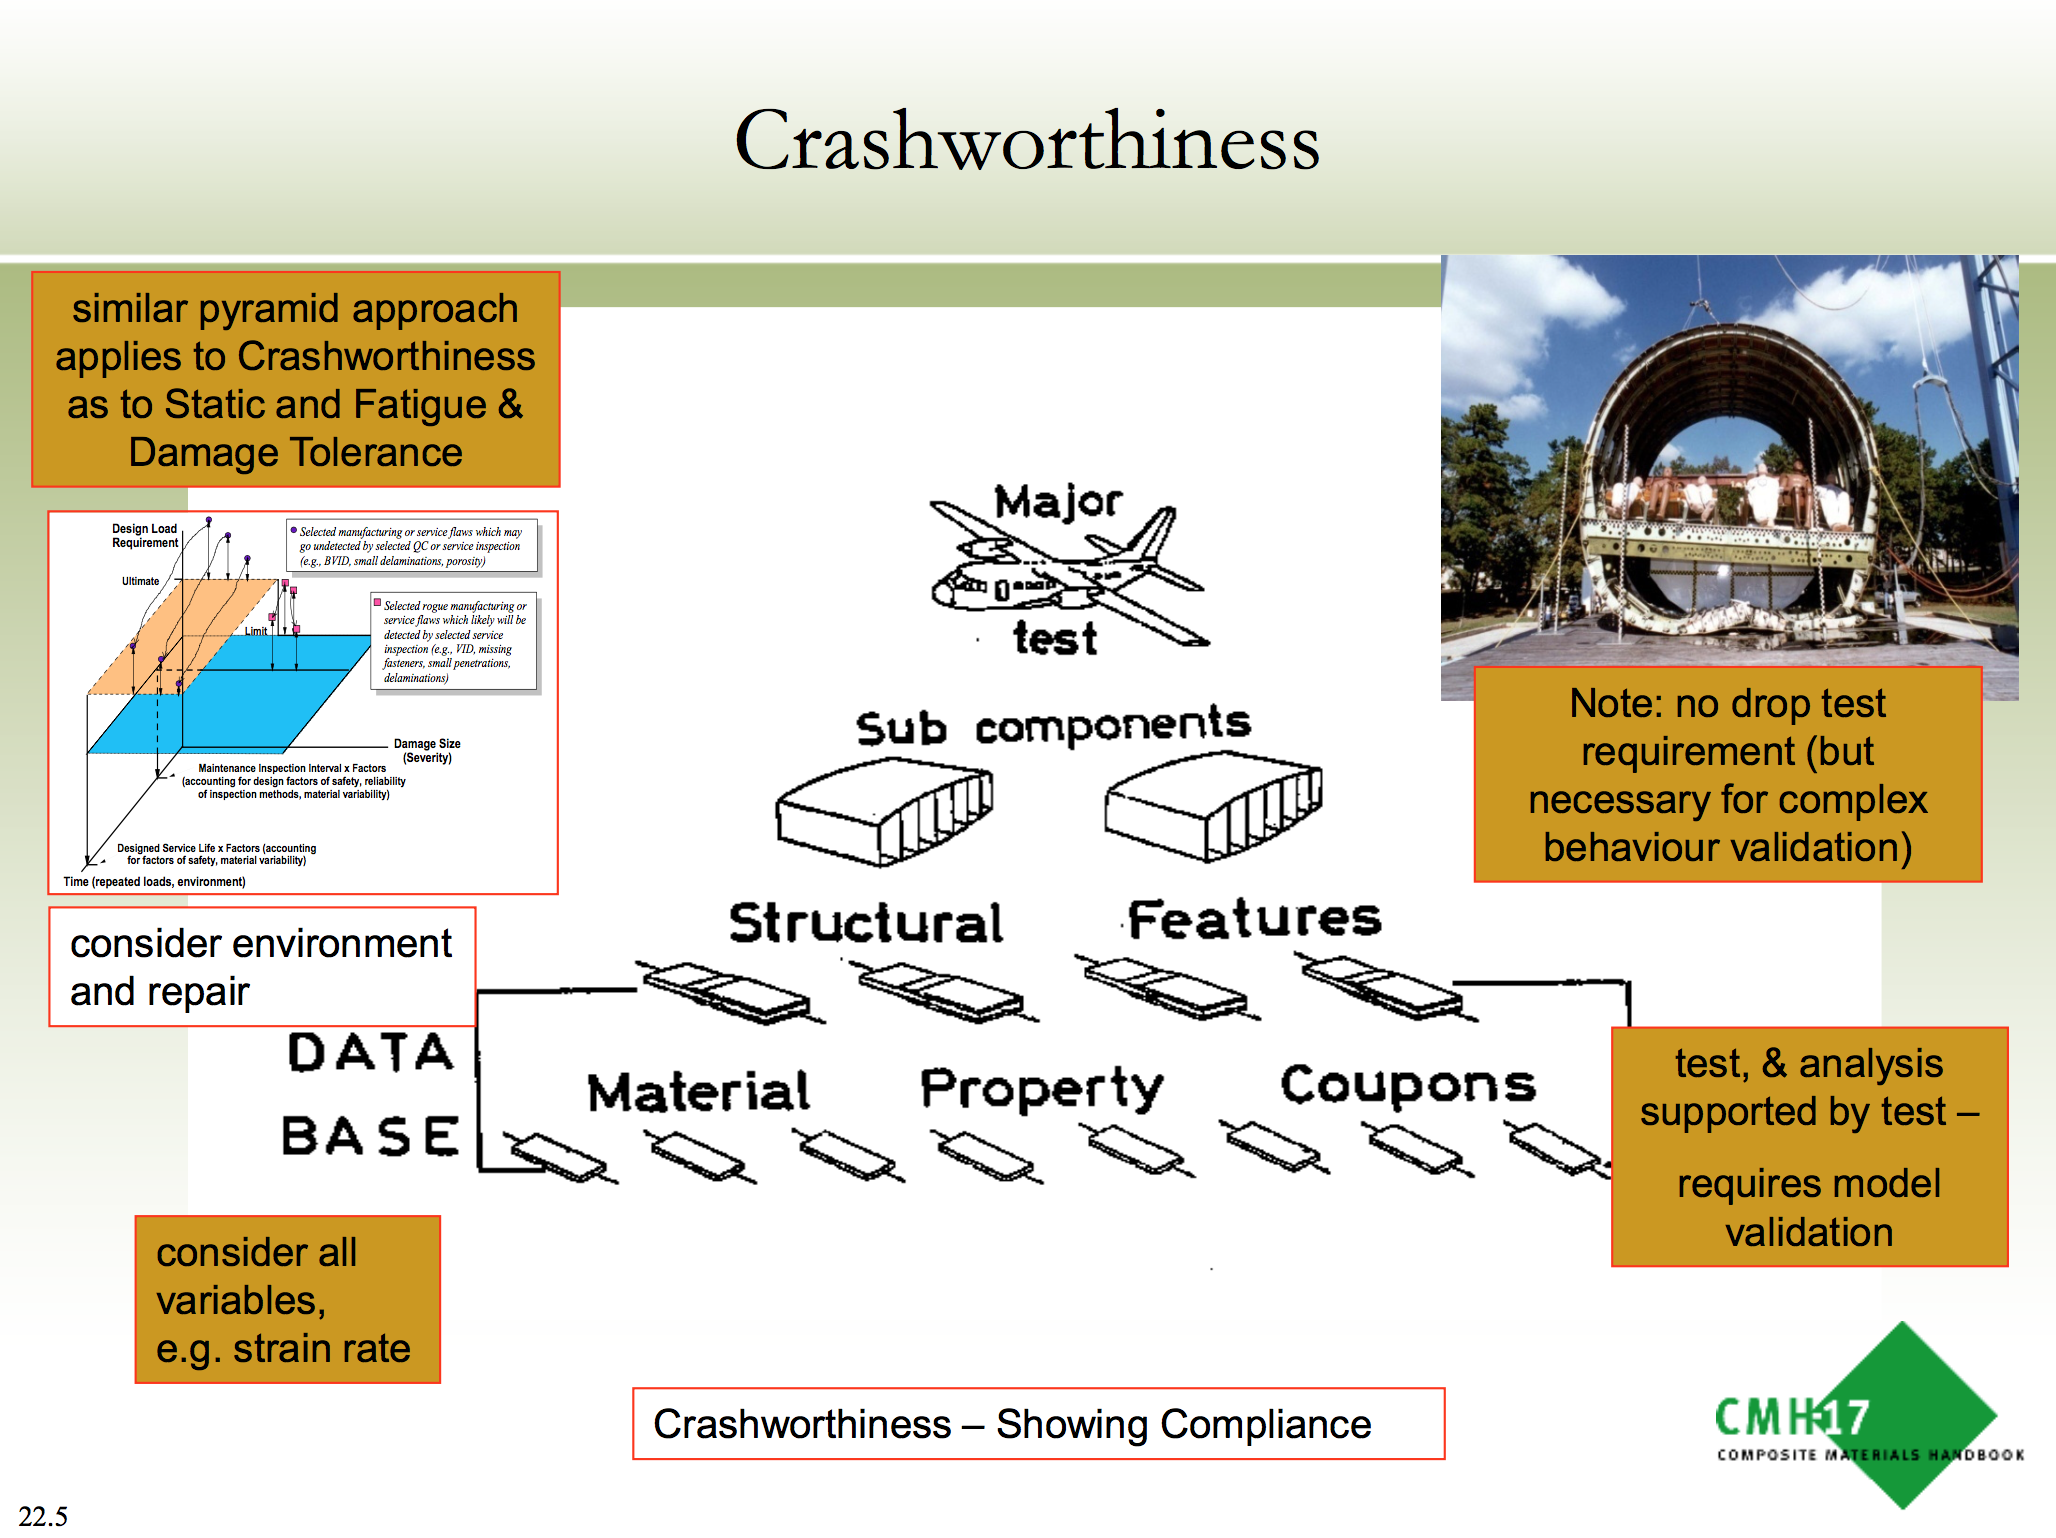 Crashworthiness
similar pyramid approach
applies to Crashworthiness
as to Static and Fatigue &
Damage Tolerance
Design Load
Requirement
Ultimate
Limit
• Selected manufacturing or service flaws which may
go undetected by selected QC or service inspection
(e.g., BVID, small delaminations, porosity)
Selected rogue manufacturing or
service flaws which likely will be
detected by selected service
inspection (e.g., VID, missing
fasteners, small penetrations,
delaminations)
Damage Size
(Severity)
Maintenance Inspection Interval x Factors
(accounting for design factors of safety, reliability
of inspection methods, material variability)
Designed Service Life x Factors (accounting
for factors of safety, material variability)
Time (repeated loads, environment)
consider environment
and repair
Major
test
Sub components
Structural Features
DATA
BASE
Material Property Coupons
Note: no drop test
requirement (but
necessary for complex
behaviour validation)
test, & analysis
supported by test –
requires model
validation
consider all
variables,
e.g. strain rate
Crashworthiness – Showing Compliance
CMH-17
COMPOSITE MATERIALS HANDBOOK
22.5